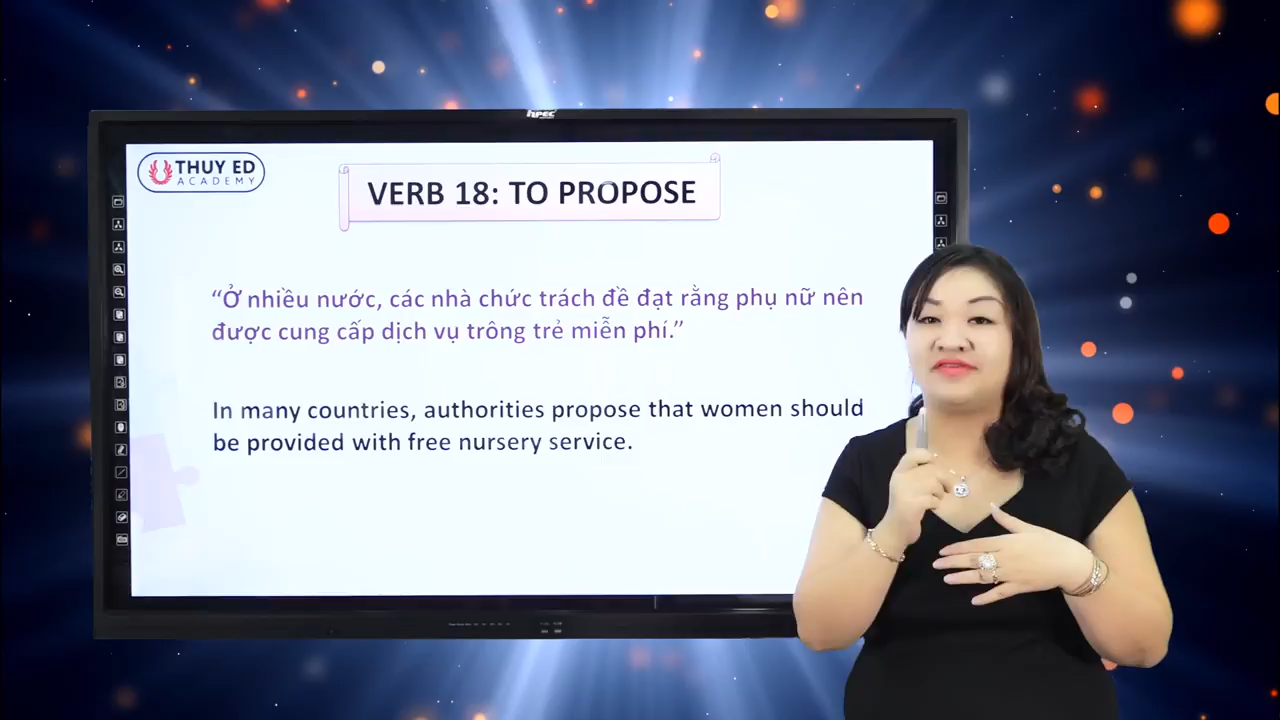 HPEC
THUY ED
ACADEMY
VERB 18: TO PROPOSE
“Ở nhiều nước, các nhà chức trách đề đạt rằng phụ nữ nên
được cung cấp dịch vụ trông trẻ miễn phí.”
In many countries, authorities propose that women should
be provided with free nursery service.